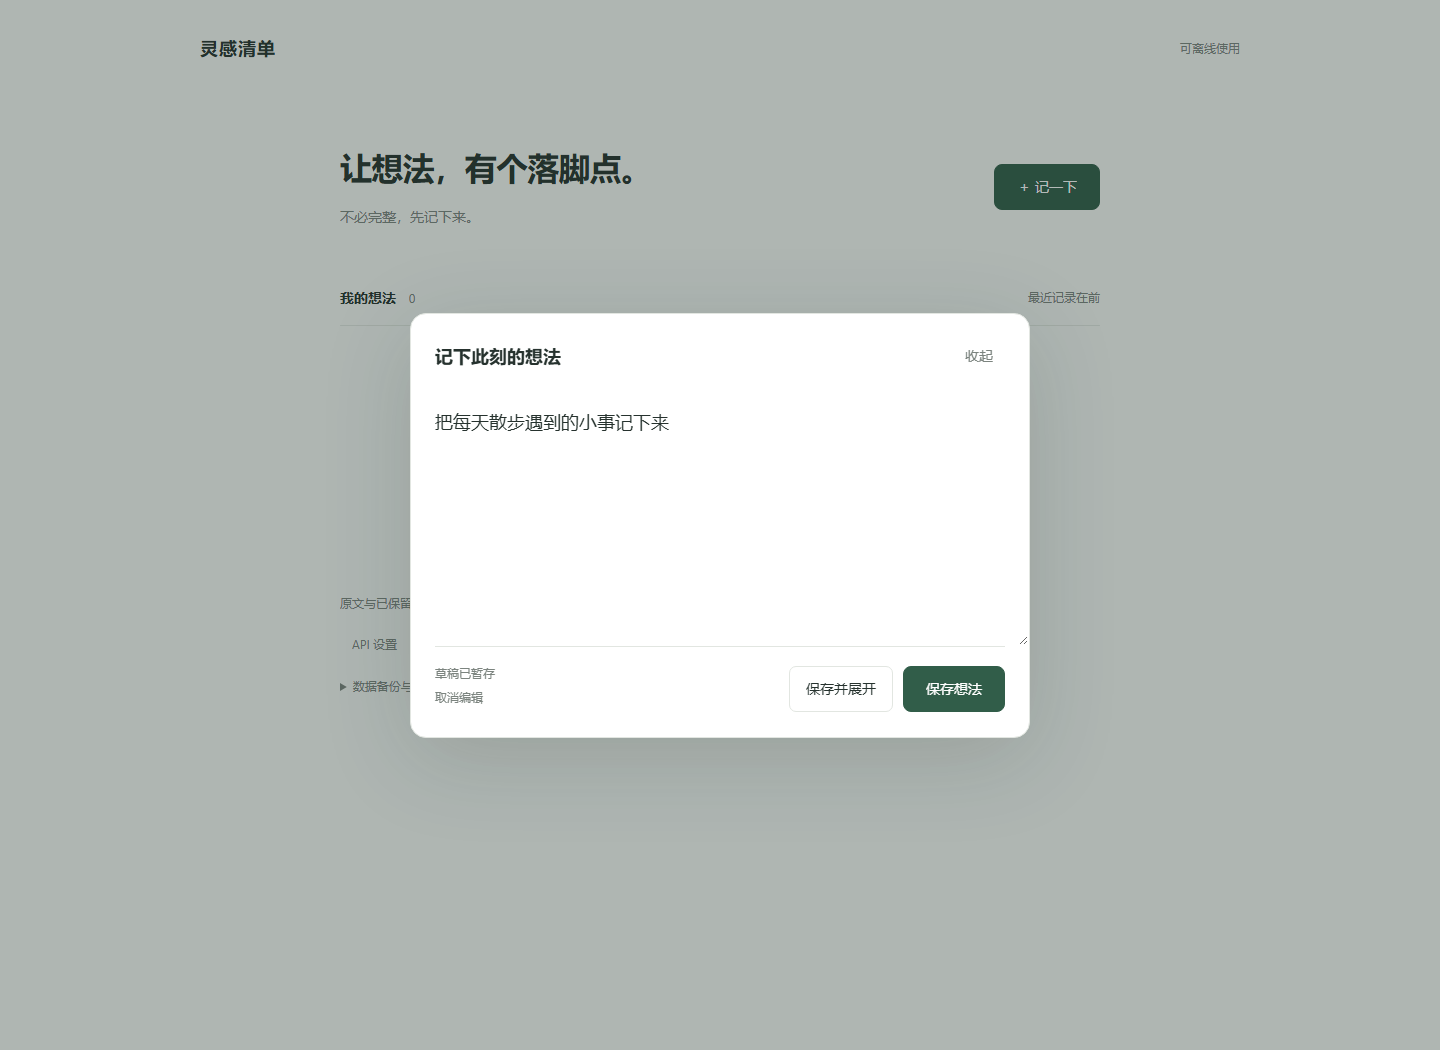 灵感清单
可离线使用
让想法，有个落脚点。
不必完整，先记下来。
+ 记一下
我的想法 0
最近记录在前
记下此刻的想法
收起
把每天散步遇到的小事记下来
原文与已保留
API 设置
数据备份与
草稿已暂存
取消编辑
保存并展开
保存想法